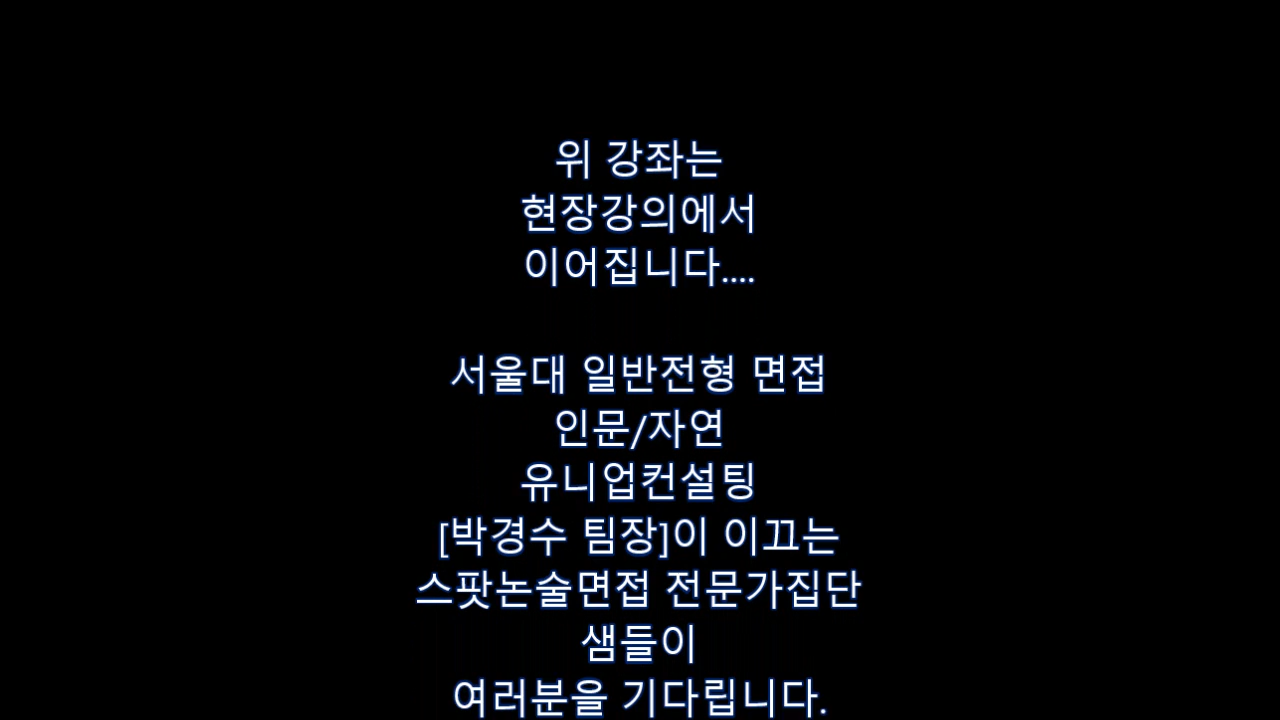 위 강좌는
현장강의에서
이어집니다....
서울대 일반전형 면접
인문/자연
유니업컨설팅
[박경수 팀장]이 이끄는
스팟논술면접 전문가집단
샘들이
여러분을 기다립니다.